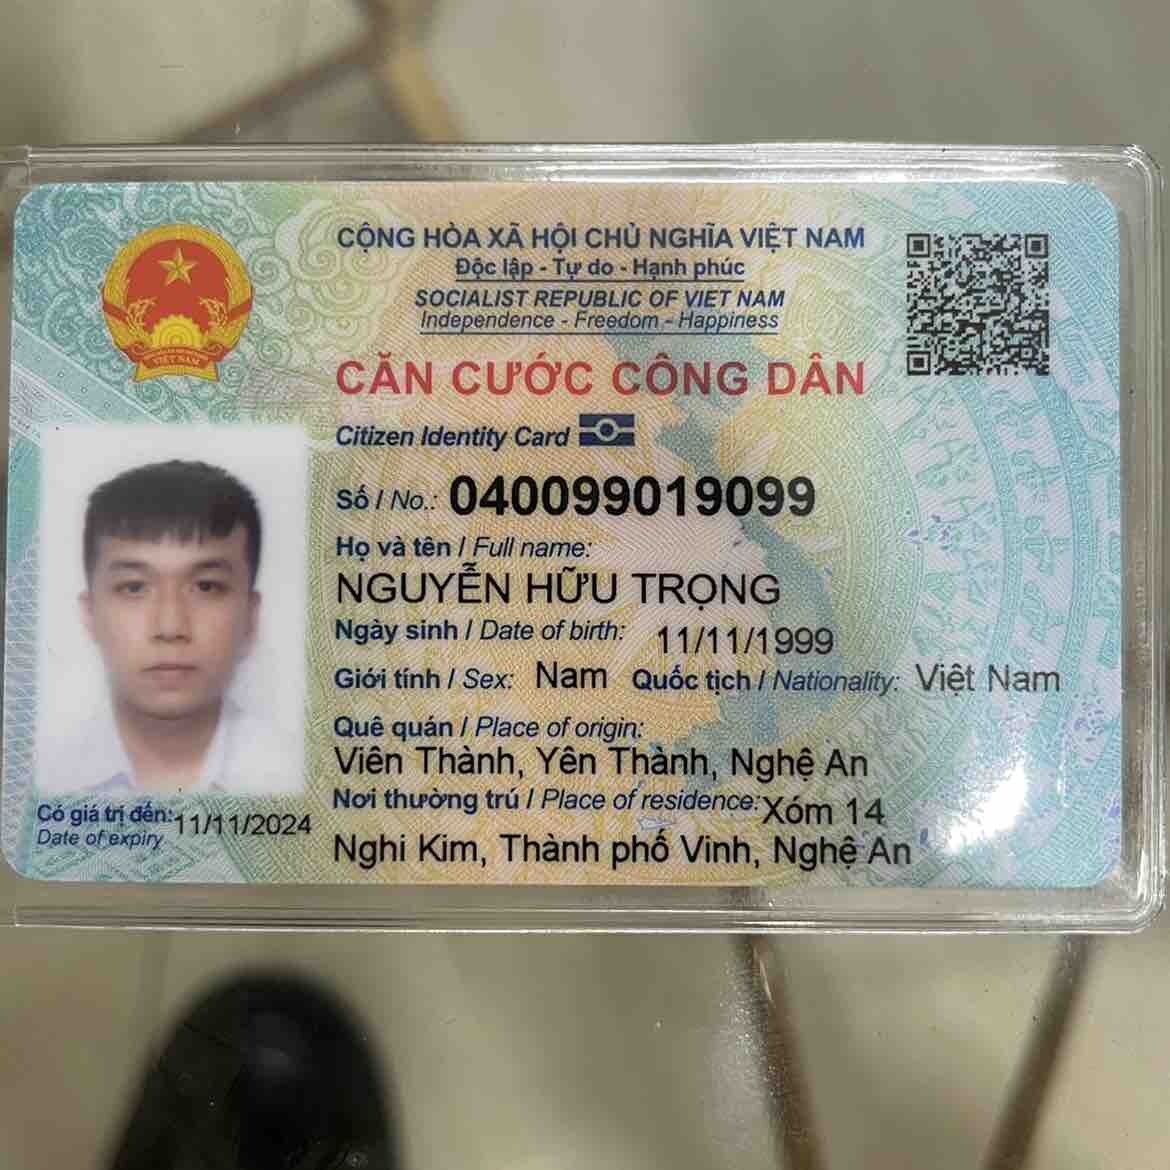 CỘNG HÒA XÃ HỘI CHỦ NGHĨA VIỆT NAM
Độc lập - Tự do - Hạnh phúc
SOCIALIST REPUBLIC OF VIET NAM
Independence - Freedom - Happiness
CĂN CƯỚC CÔNG DÂN
Citizen Identity Card
Số / No.: 040099019099
Họ và tên / Full name:
NGUYỄN HỮU TRỌNG
Ngày sinh / Date of birth: 11/11/1999
Giới tính / Sex: Nam Quốc tịch / Nationality: Việt Nam
Quê quán / Place of origin:
Viên Thành, Yên Thành, Nghệ An
Nơi thường trú / Place of residence: Xóm 14
Nghi Kim, Thành phố Vinh, Nghệ An
Có giá trị đến: 11/11/2024
Date of expiry
VIỆT NAM